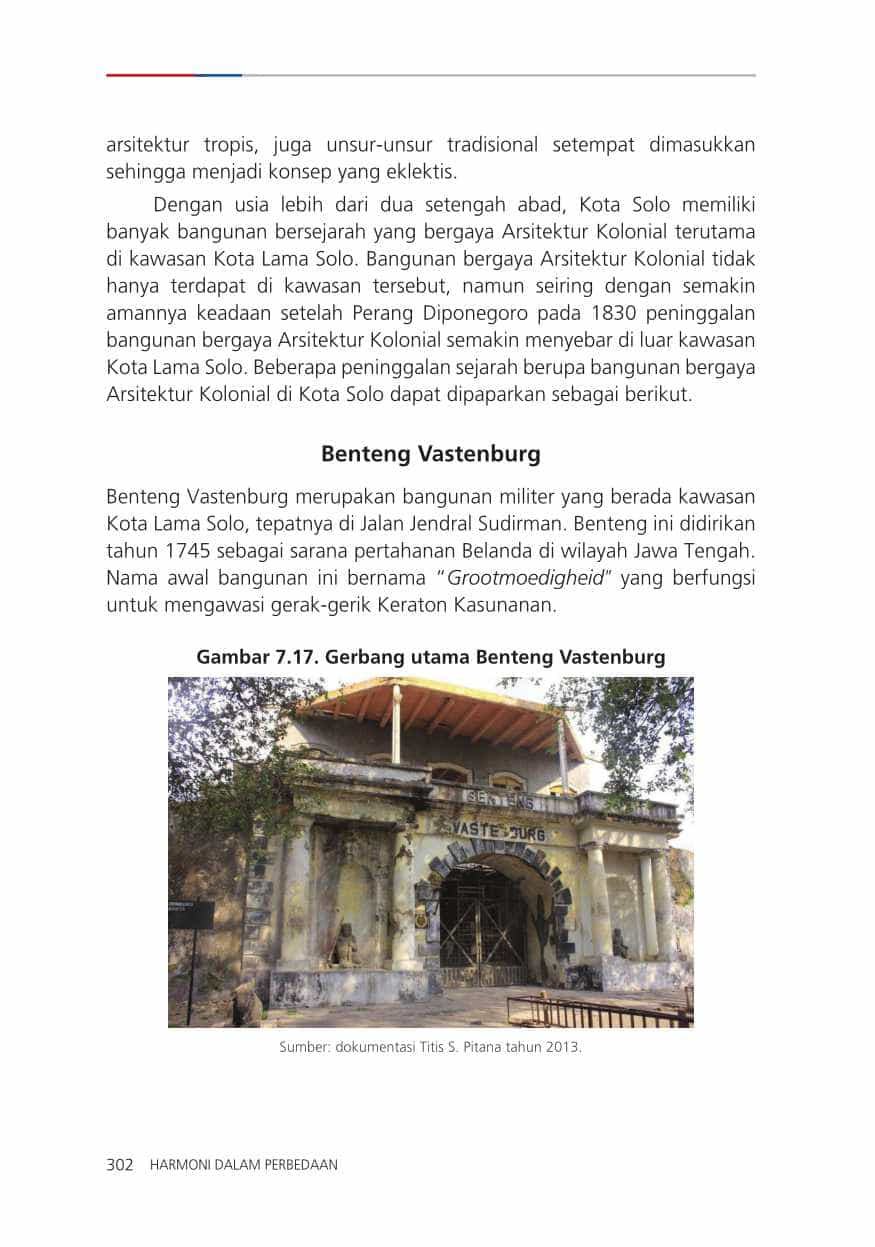 arsitektur tropis, juga unsur-unsur tradisional setempat dimasukkan
sehingga menjadi konsep yang eklektis.
Dengan usia lebih dari dua setengah abad, Kota Solo memiliki
banyak bangunan bersejarah yang bergaya Arsitektur Kolonial terutama
di kawasan Kota Lama Solo. Bangunan bergaya Arsitektur Kolonial tidak
hanya terdapat di kawasan tersebut, namun seiring dengan semakin
amannya keadaan setelah Perang Diponegoro pada 1830 peninggalan
bangunan bergaya Arsitektur Kolonial semakin menyebar di luar kawasan
Kota Lama Solo. Beberapa peninggalan sejarah berupa bangunan bergaya
Arsitektur Kolonial di Kota Solo dapat dipaparkan sebagai berikut.
Benteng Vastenburg
Benteng Vastenburg merupakan bangunan militer yang berada kawasan
Kota Lama Solo, tepatnya di Jalan Jendral Sudirman. Benteng ini didirikan
tahun 1745 sebagai sarana pertahanan Belanda di wilayah Jawa Tengah.
Nama awal bangunan ini bernama “Grootmoedigheid” yang berfungsi
untuk mengawasi gerak-gerik Keraton Kasunanan.
Gambar 7.17. Gerbang utama Benteng Vastenburg
BENTENG
Sumber: dokumentasi Titis S. Pitana tahun 2013.
302 HARMONI DALAM PERBEDAAN